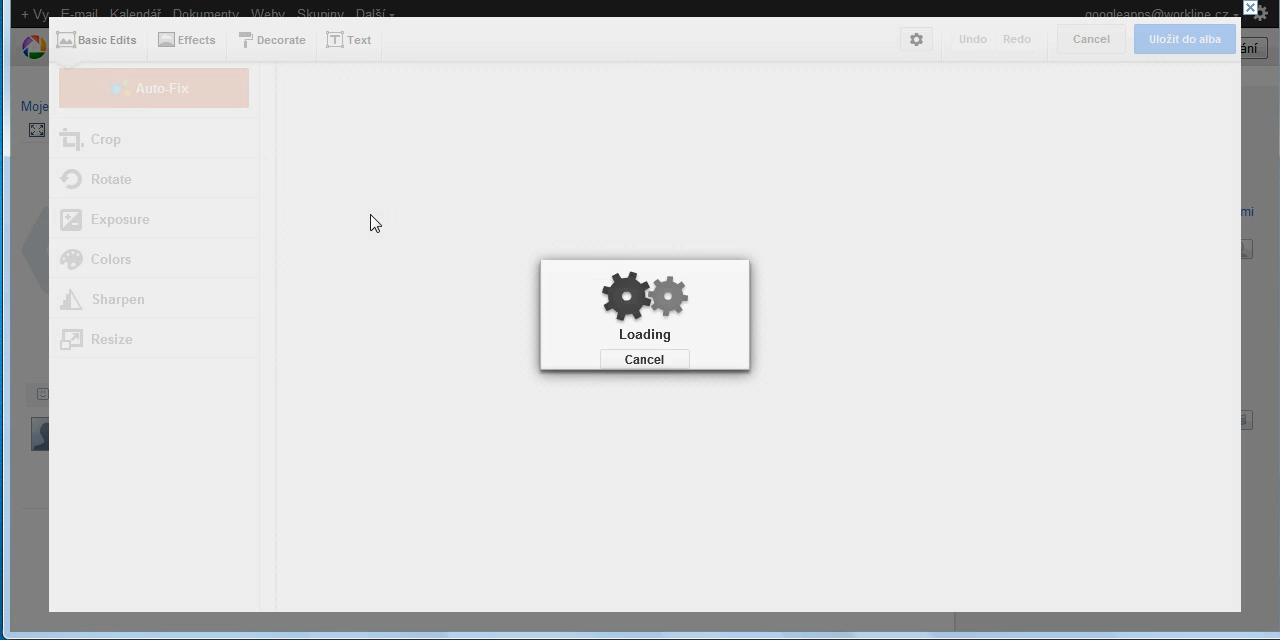 + Vy E-mail Kalendář Dokumenty Weby Skupiny Další
googleapps@workline.cz
Basic Edits Effects Decorate Text Undo Redo Cancel Uložit do alba
ání
Auto-Fix
Moje
Crop
Rotate
Exposure
mi
Colors
Sharpen
Resize
Loading
Cancel